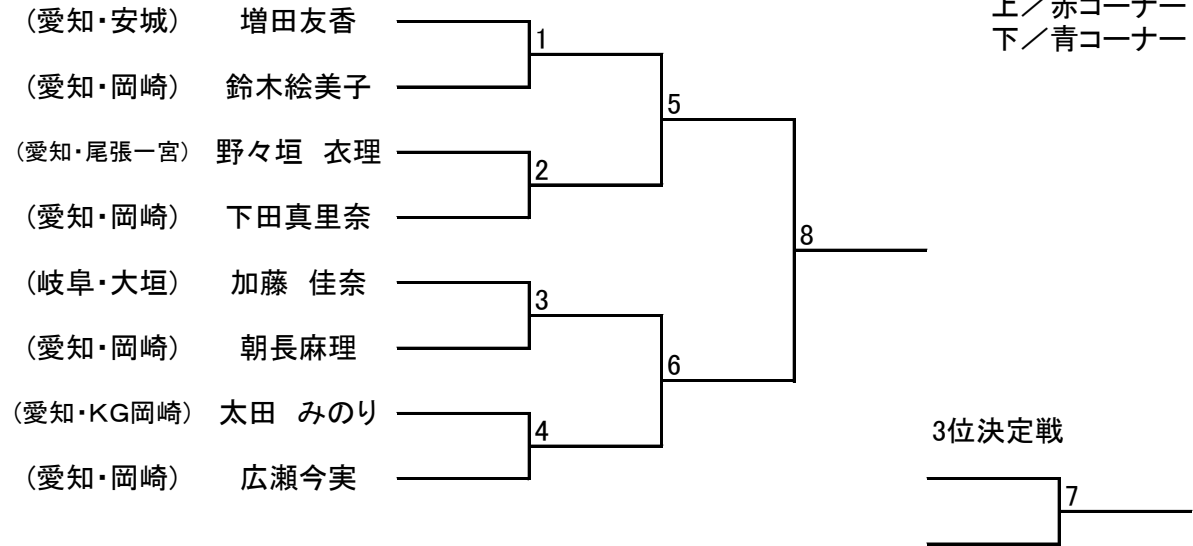 上／赤コーナー
下／青コーナー
（愛知・安城）　増田友香
1
（愛知・岡崎）　鈴木絵美子
5
（愛知・尾張一宮）　野々垣　衣理
2
（愛知・岡崎）　下田真里奈
8
（岐阜・大垣）　加藤　佳奈
3
（愛知・岡崎）　朝長麻理
6
（愛知・KG岡崎）　太田　みのり
4
3位決定戦
（愛知・岡崎）　広瀬今実
7